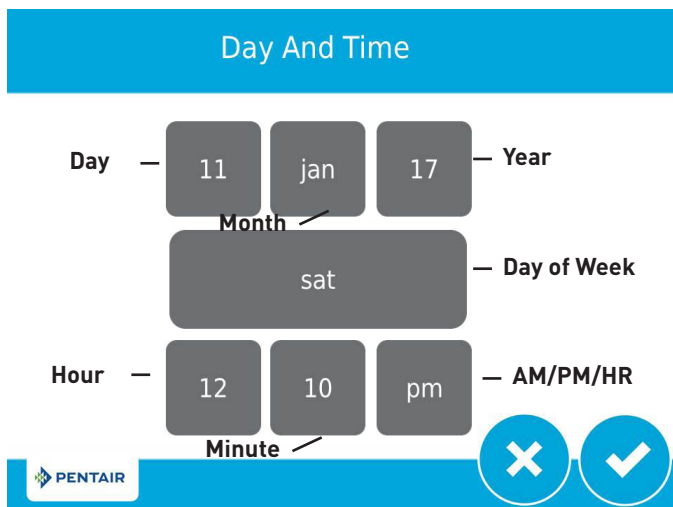 Day And Time
Day 11 jan 17 Year
Month
sat Day of Week
Hour 12 10 pm AM/PM/HR
Minute
PENTAIR